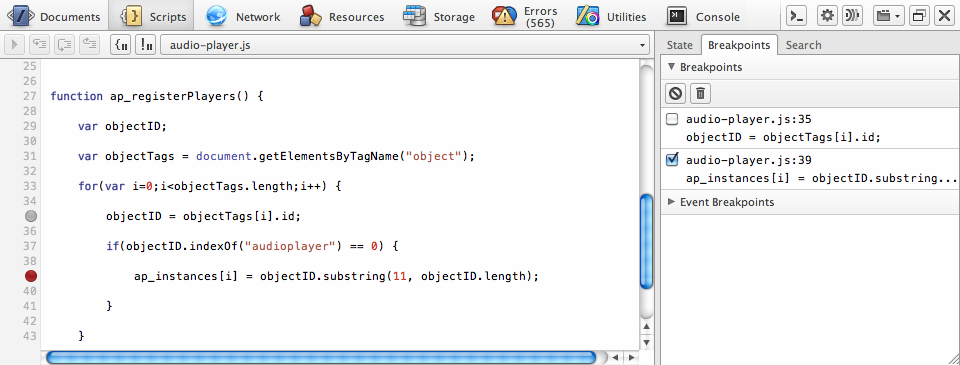 Documents Scripts Network Resources Storage Errors (565) Utilities Console
audio-player.js
State Breakpoints Search
25
26
27 function ap_registerPlayers() {
28
29 var objectID;
30
31 var objectTags = document.getElementsByTagName("object");
32
33 for(var i=0;i<objectTags.length;i++) {
34
objectID = objectTags[i].id;
36
37 if(objectID.indexOf("audioplayer") == 0) {
38
ap_instances[i] = objectID.substring(11, objectID.length);
40
41 }
42
43 }
Breakpoints
audio-player.js:35
objectID = objectTags[i].id;
audio-player.js:39
ap_instances[i] = objectID.substring...
Event Breakpoints